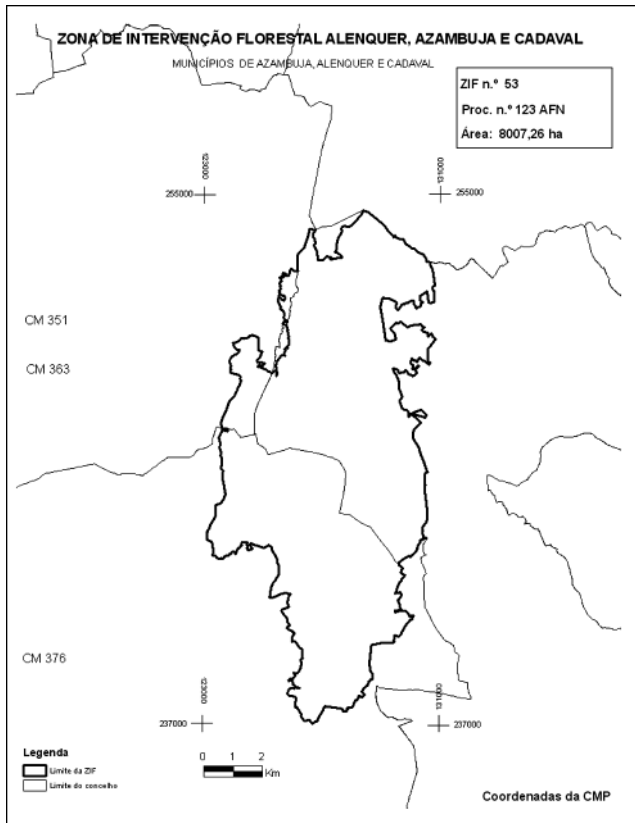 ZONA DE INTERVENÇÃO FLORESTAL ALENQUER, AZAMBUJA E CADAVAL
MUNICÍPIOS DE AZAMBUJA, ALENQUER E CADAVAL
ZIF n.º 53
Proc. n.º 123 AFN
Área: 8007,26 ha
123000
131000
255000
255000
CM 351
CM 363
CM 376
123000
131000
237000
237000
Legenda
Limite da ZIF
Limite do concelho
0 1 2
Km
Coordenadas da CMP